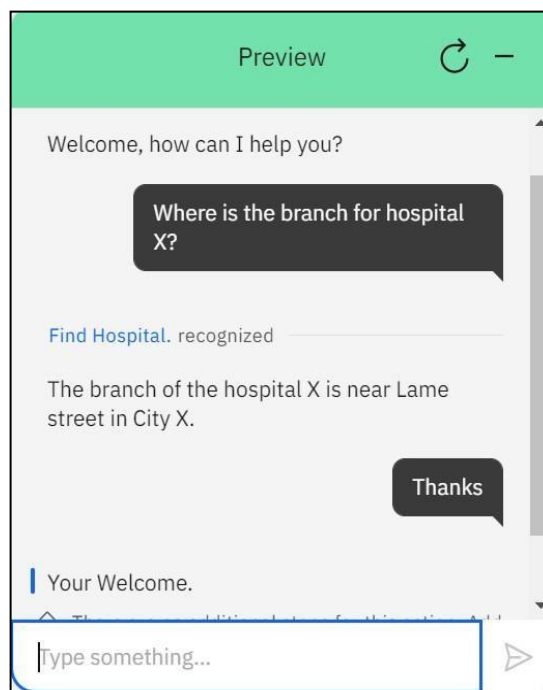 Preview
Welcome, how can I help you?
Where is the branch for hospital
X?
Find Hospital. recognized
The branch of the hospital X is near Lame
street in City X.
Thanks
Your Welcome.
Type something...